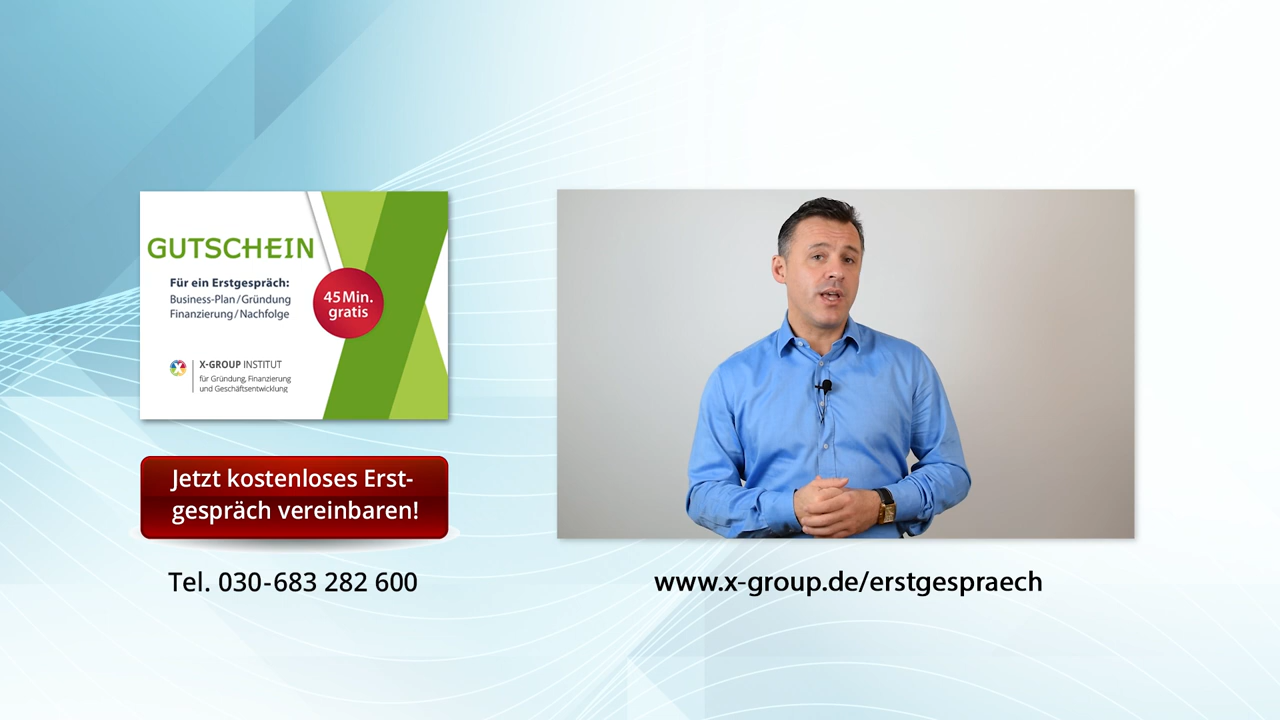 GUTSCHEIN
Für ein Erstgespräch:
Business-Plan/Gründung
Finanzierung/Nachfolge
45 Min.
gratis
X-GROUP INSTITUT
für Gründung, Finanzierung
und Geschäftsentwicklung
Jetzt kostenloses Erst-
gespräch vereinbaren!
Tel. 030-683 282 600
www.x-group.de/erstgespraech